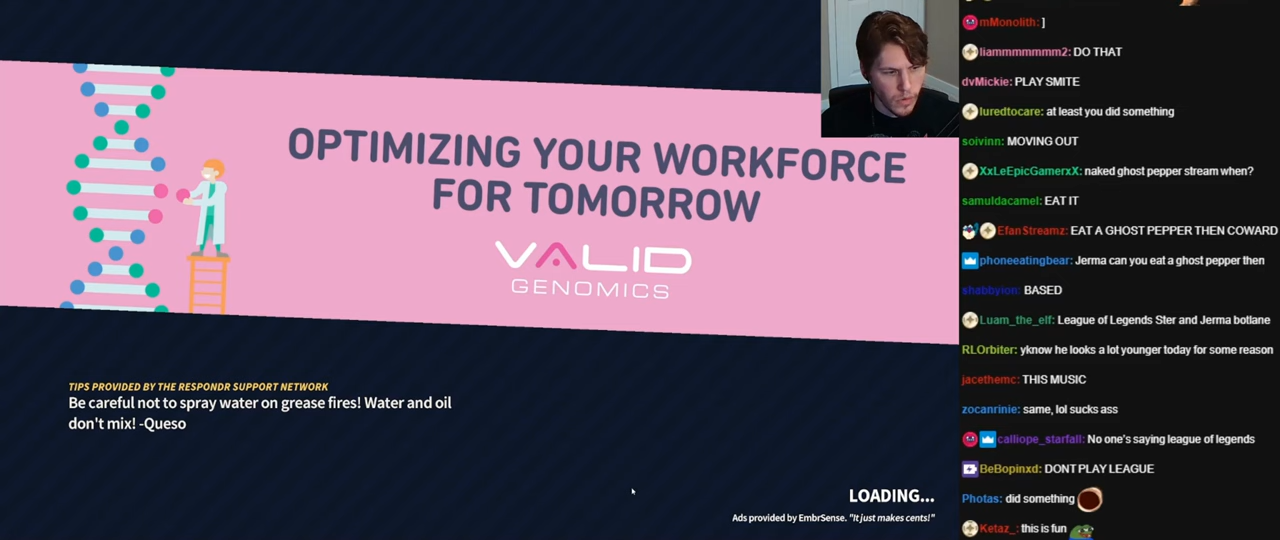 OPTIMIZING YOUR WORKFORCE
FOR TOMORROW
VALID
GENOMICS
TIPS PROVIDED BY THE RESPONDR SUPPORT NETWORK
Be careful not to spray water on grease fires! Water and oil
don't mix! -Queso
LOADING...
Ads provided by EmbrSense. "It just makes cents!"
mMonolith: ]
liammmmmmm2: DO THAT
dvMickie: PLAY SMITE
luredtocare: at least you did something
soivinn: MOVING OUT
XxLeEpicGamerxX: naked ghost pepper stream when?
samuldacamel: EAT IT
EfanStreamz: EAT A GHOST PEPPER THEN COWARD
phoneeatingbear: Jerma can you eat a ghost pepper then
shabbyion: BASED
Luam_the_elf: League of Legends Ster and Jerma botlane
RLOrbiter: yknow he looks a lot younger today for some reason
jacethemc: THIS MUSIC
zocanrinie: same, lol sucks ass
calliope_starfall: No one's saying league of legends
BeBopinxd: DONT PLAY LEAGUE
Photas: did something
Ketaz_: this is fun